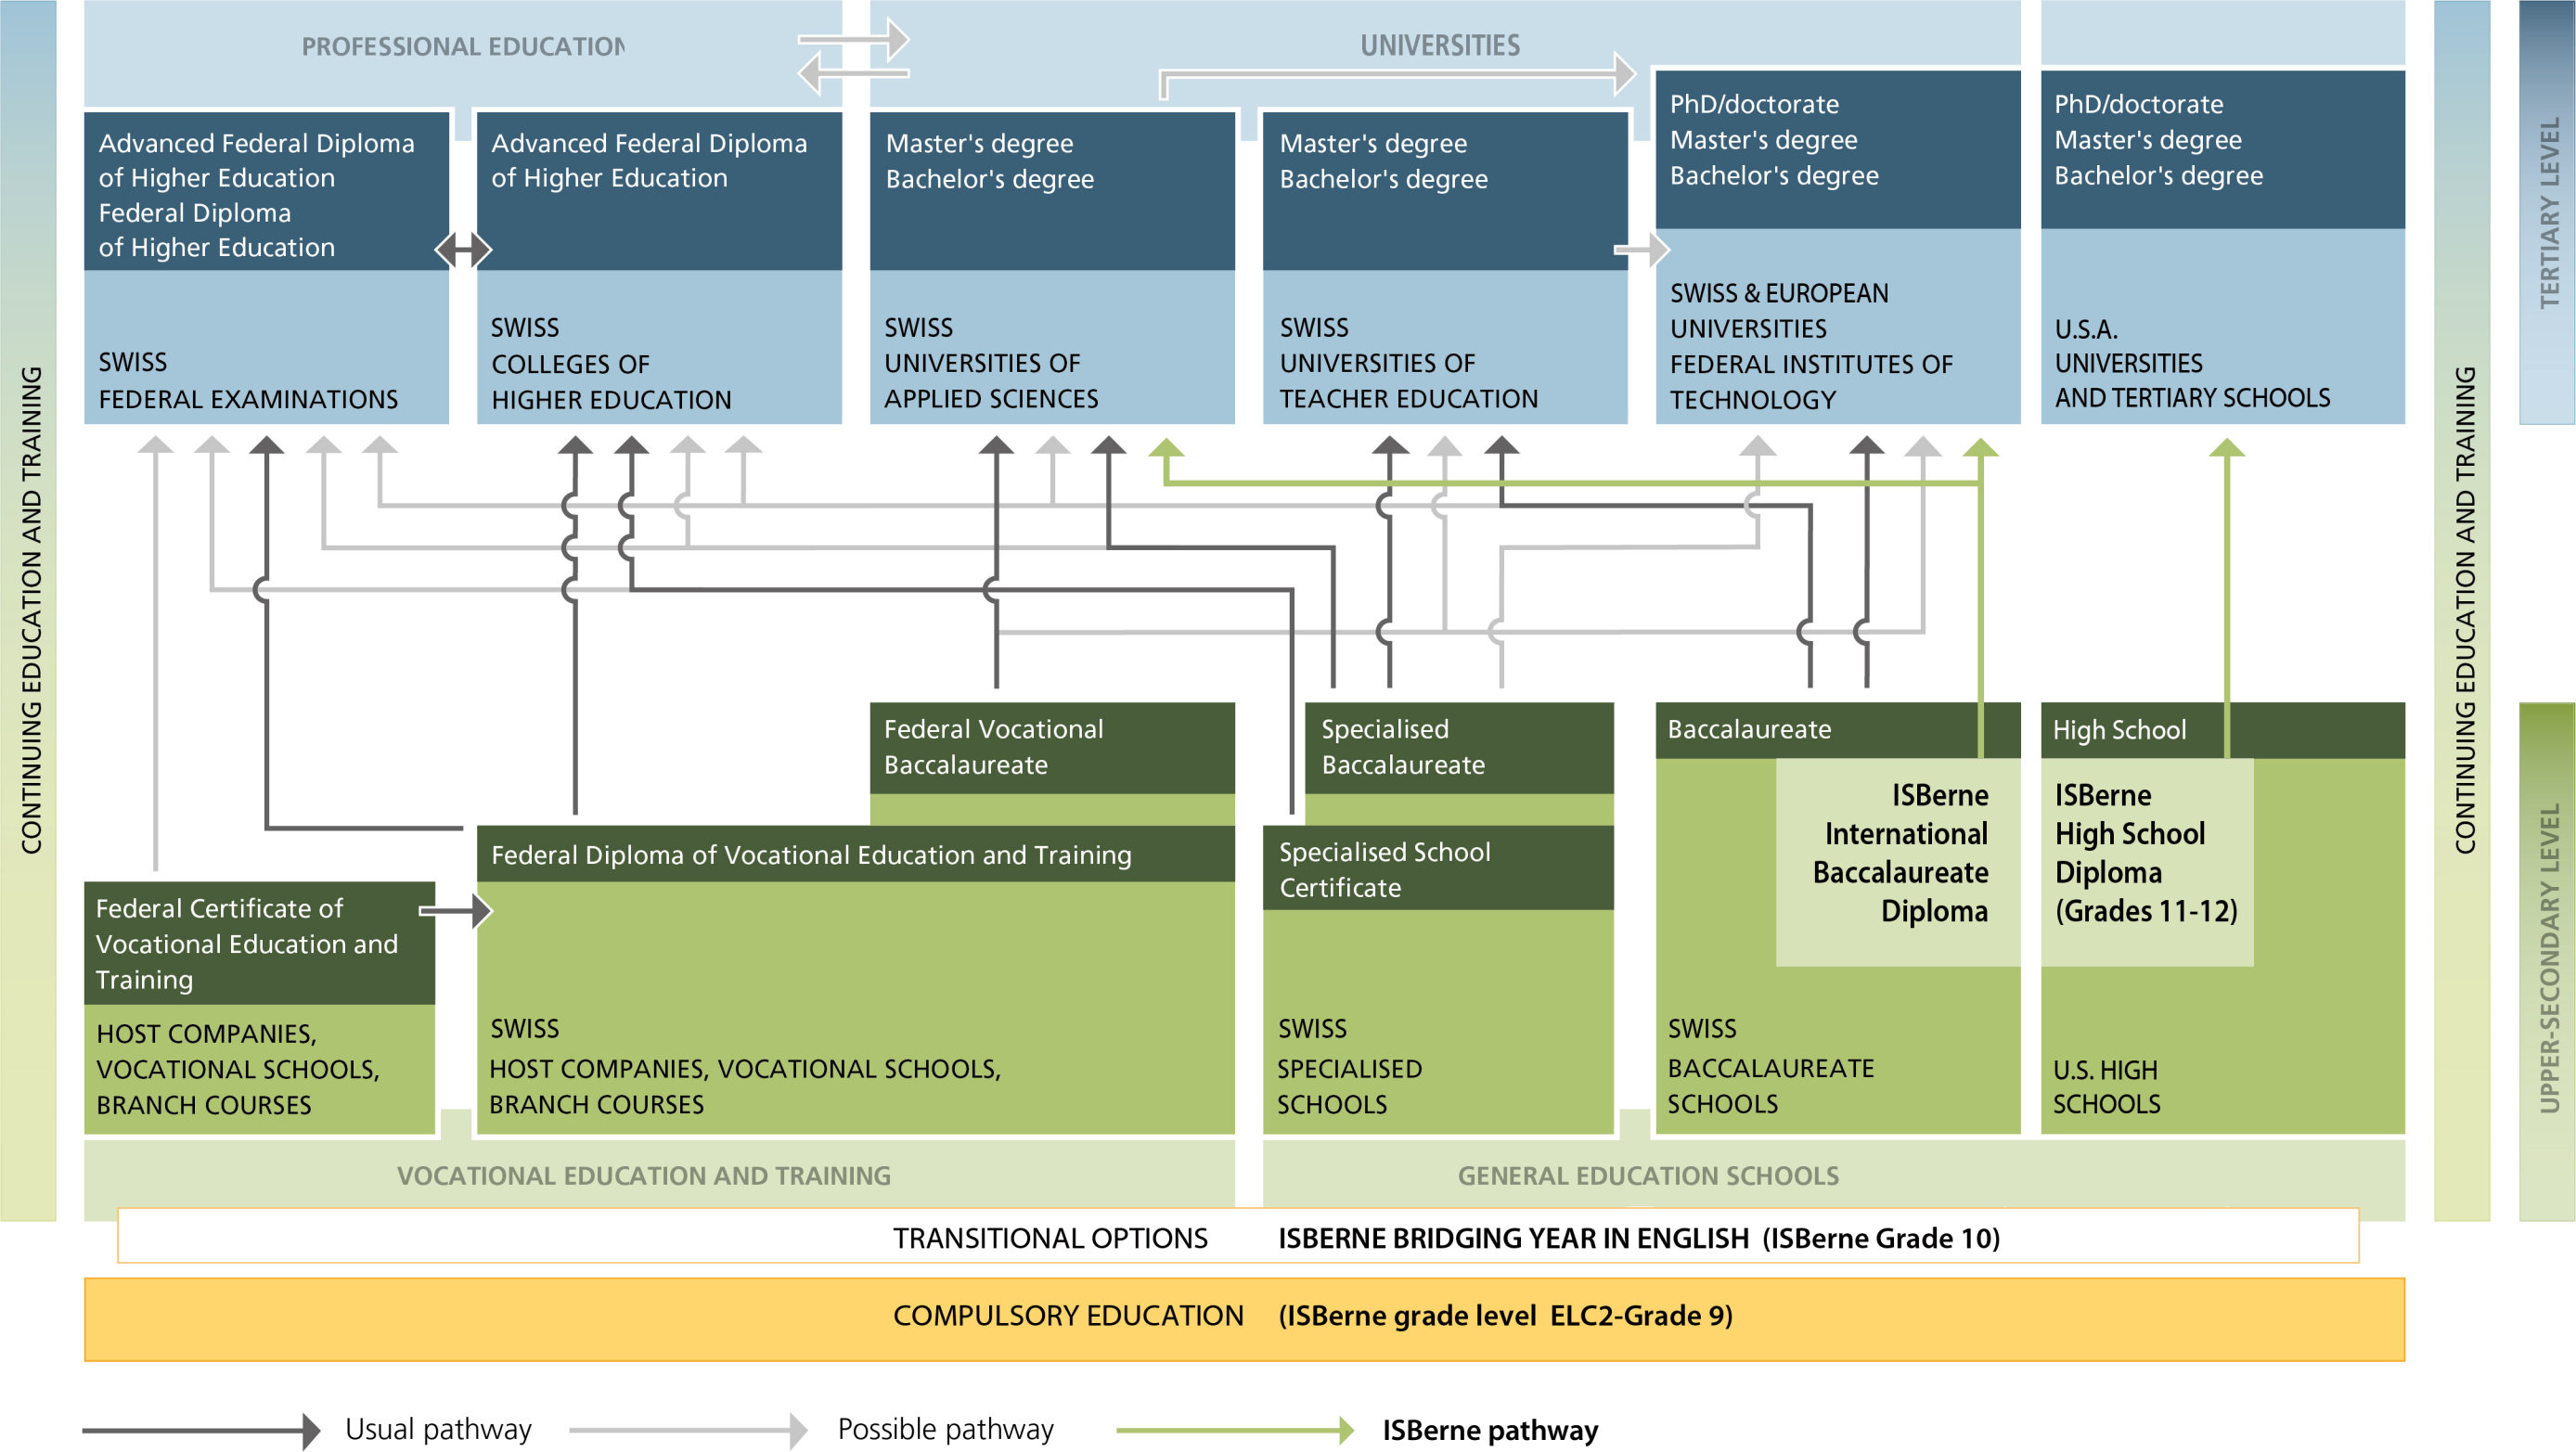 PROFESSIONAL EDUCATION
UNIVERSITIES
Advanced Federal Diploma
of Higher Education
Federal Diploma
of Higher Education
SWISS
FEDERAL EXAMINATIONS
Advanced Federal Diploma
of Higher Education
SWISS
COLLEGES OF
HIGHER EDUCATION
Master's degree
Bachelor's degree
SWISS
UNIVERSITIES OF
APPLIED SCIENCES
Master's degree
Bachelor's degree
SWISS
UNIVERSITIES OF
TEACHER EDUCATION
PhD/doctorate
Master's degree
Bachelor's degree
SWISS & EUROPEAN
UNIVERSITIES
FEDERAL INSTITUTES OF
TECHNOLOGY
PhD/doctorate
Master's degree
Bachelor's degree
U.S.A.
UNIVERSITIES
AND TERTIARY SCHOOLS
CONTINUING EDUCATION AND TRAINING
CONTINUING EDUCATION AND TRAINING
TERTIARY LEVEL
UPPER-SECONDARY LEVEL
Federal Certificate of
Vocational Education and
Training
HOST COMPANIES,
VOCATIONAL SCHOOLS,
BRANCH COURSES
Federal Vocational
Baccalaureate
Federal Diploma of Vocational Education and Training
SWISS
HOST COMPANIES, VOCATIONAL SCHOOLS,
BRANCH COURSES
Specialised
Baccalaureate
Specialised School
Certificate
SWISS
SPECIALISED
SCHOOLS
Baccalaureate
ISBerne
International
Baccalaureate
Diploma
SWISS
BACCALAUREATE
SCHOOLS
High School
ISBerne
High School
Diploma
(Grades 11-12)
U.S. HIGH
SCHOOLS
VOCATIONAL EDUCATION AND TRAINING
GENERAL EDUCATION SCHOOLS
TRANSITIONAL OPTIONS ISBERNE BRIDGING YEAR IN ENGLISH (ISBerne Grade 10)
COMPULSORY EDUCATION (ISBerne grade level ELC2-Grade 9)
Usual pathway
Possible pathway
ISBerne pathway